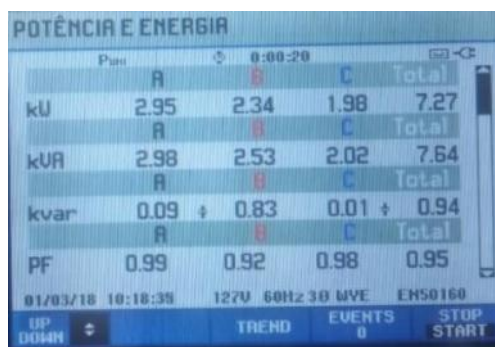 POTÊNCIA E ENERGIA
Puni 0:00:20
A B C Total
kW 2.95 2.34 1.98 7.27
A B C Total
kVA 2.98 2.53 2.02 7.64
A B C Total
kvar 0.09 0.83 0.01 0.94
A B C Total
PF 0.99 0.92 0.98 0.95
01/03/18 10:18:35 127V 60Hz 3Ø WYE EN50160
UP DOWN TREND EVENTS 0 STOP START